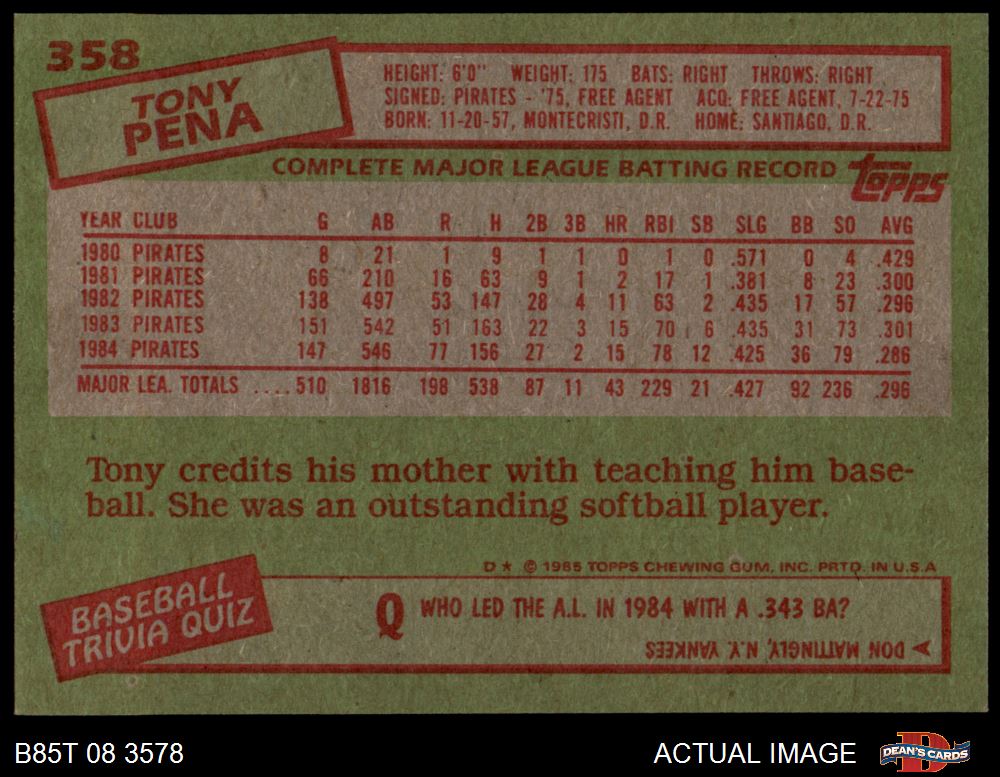 358
TONY
PENA
HEIGHT: 6'0" WEIGHT: 175 BATS: RIGHT THROWS: RIGHT
SIGNED: PIRATES - '75, FREE AGENT ACQ: FREE AGENT, 7-22-75
BORN: 11-20-57, MONTECRISTI, D.R. HOME: SANTIAGO, D.R.
COMPLETE MAJOR LEAGUE BATTING RECORD
topps
YEAR CLUB G AB R H 2B 3B HR RBI SB SLG BB SO AVG
1980 PIRATES 8 21 1 9 1 1 0 1 0 .571 0 4 .429
1981 PIRATES 66 210 16 63 9 1 2 17 1 .381 8 23 .300
1982 PIRATES 138 497 53 147 28 4 11 63 2 .435 17 57 .296
1983 PIRATES 151 542 51 163 22 3 15 70 6 .435 31 73 .301
1984 PIRATES 147 546 77 156 27 2 15 78 12 .425 36 79 .286
MAJOR LEA. TOTALS .... 510 1816 198 538 87 11 43 229 21 .427 92 236 .296
Tony credits his mother with teaching him base-
ball. She was an outstanding softball player.
D * © 1985 TOPPS CHEWING GUM, INC. PRTD. IN U.S.A
BASEBALL
TRIVIA QUIZ
Q WHO LED THE A.L. IN 1984 WITH A .343 BA?
DON MATTINGLY, N.Y. YANKEES
B85T 08 3578
ACTUAL IMAGE
D
DEAN'S CARDS